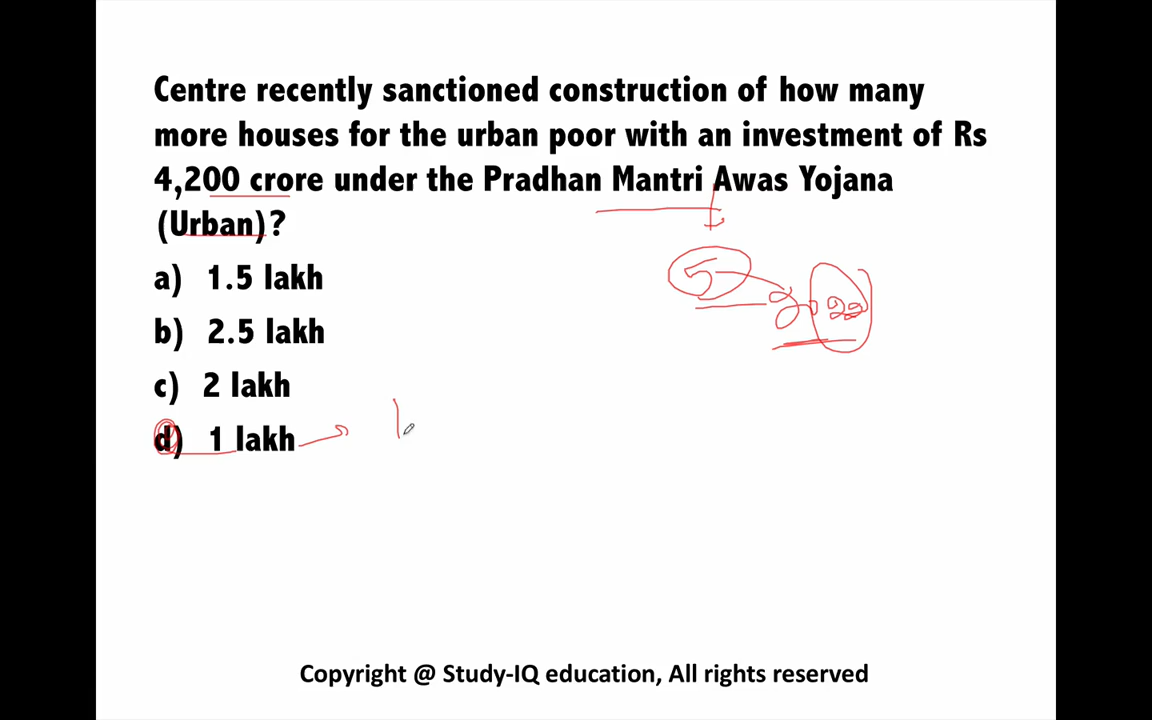 Centre recently sanctioned construction of how many
more houses for the urban poor with an investment of Rs
4,200 crore under the Pradhan Mantri Awas Yojana
(Urban)?
a) 1.5 lakh
5
b) 2.5 lakh
2022
c) 2 lakh
d) 1 lakh
Copyright @ Study-IQ education, All rights reserved